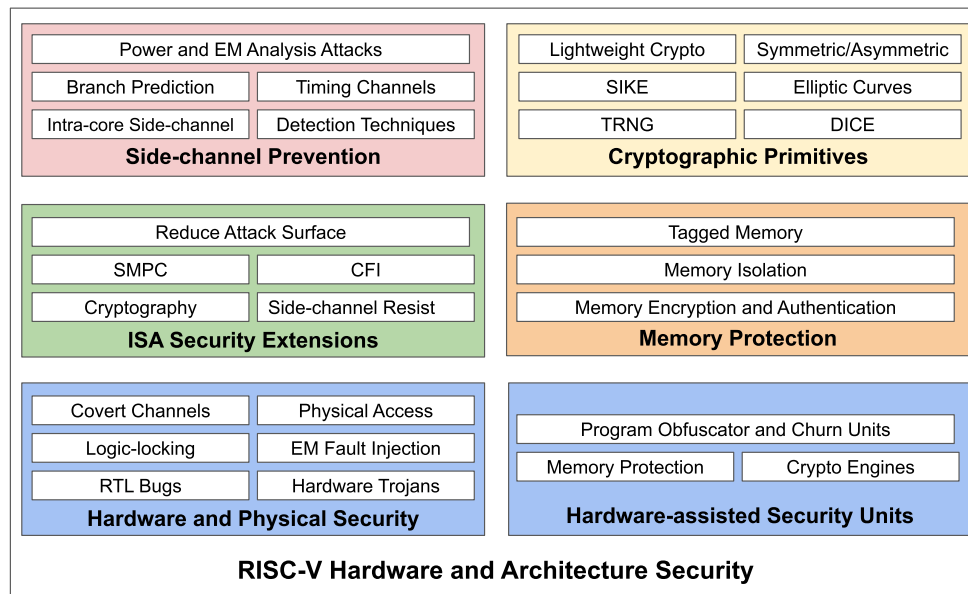 Power and EM Analysis Attacks
Branch Prediction
Timing Channels
Intra-core Side-channel
Detection Techniques
Side-channel Prevention
Lightweight Crypto
Symmetric/Asymmetric
SIKE
Elliptic Curves
TRNG
DICE
Cryptographic Primitives
Reduce Attack Surface
SMPC
CFI
Cryptography
Side-channel Resist
ISA Security Extensions
Tagged Memory
Memory Isolation
Memory Encryption and Authentication
Memory Protection
Covert Channels
Physical Access
Logic-locking
EM Fault Injection
RTL Bugs
Hardware Trojans
Hardware and Physical Security
Program Obfuscator and Churn Units
Memory Protection
Crypto Engines
Hardware-assisted Security Units
RISC-V Hardware and Architecture Security